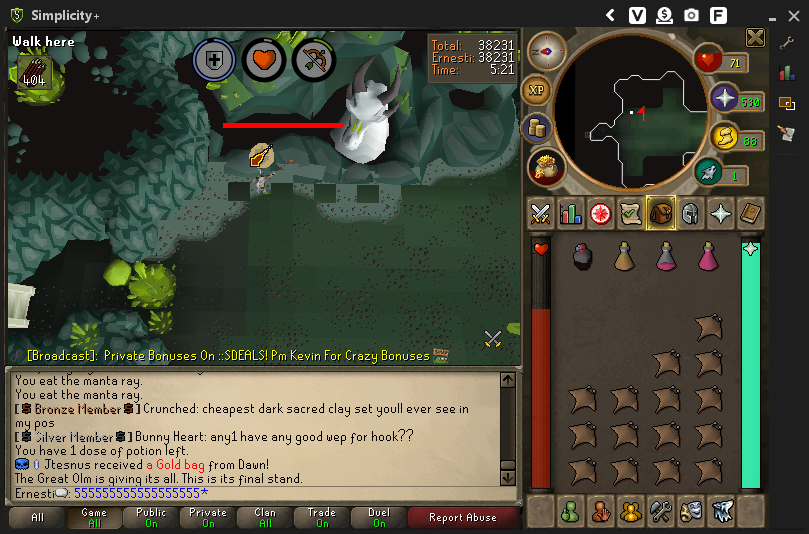 Simplicity+
V
F
Walk here
404
Total: 38231
Ernesti: 38231
Time: 5:21
71
XP
530
88
1
[Broadcast]: Private Bonuses On ::SDEALS! Pm Kevin For Crazy Bonuses
You eat the manta ray.
You eat the manta ray.
[Bronze Member] Crunched: cheapest dark sacred clay set youll ever see in
my pos
[Silver Member] Bunny Heart: any1 have any good wep for hook??
You have 1 dose of potion left.
Jtesnus received a Gold bag from Dawn!
The Great Olm is giving its all. This is its final stand.
Ernesti: 55555555555555555555*
All
Game
All
Public
On
Private
On
Clan
All
Trade
On
Duel
On
Report Abuse